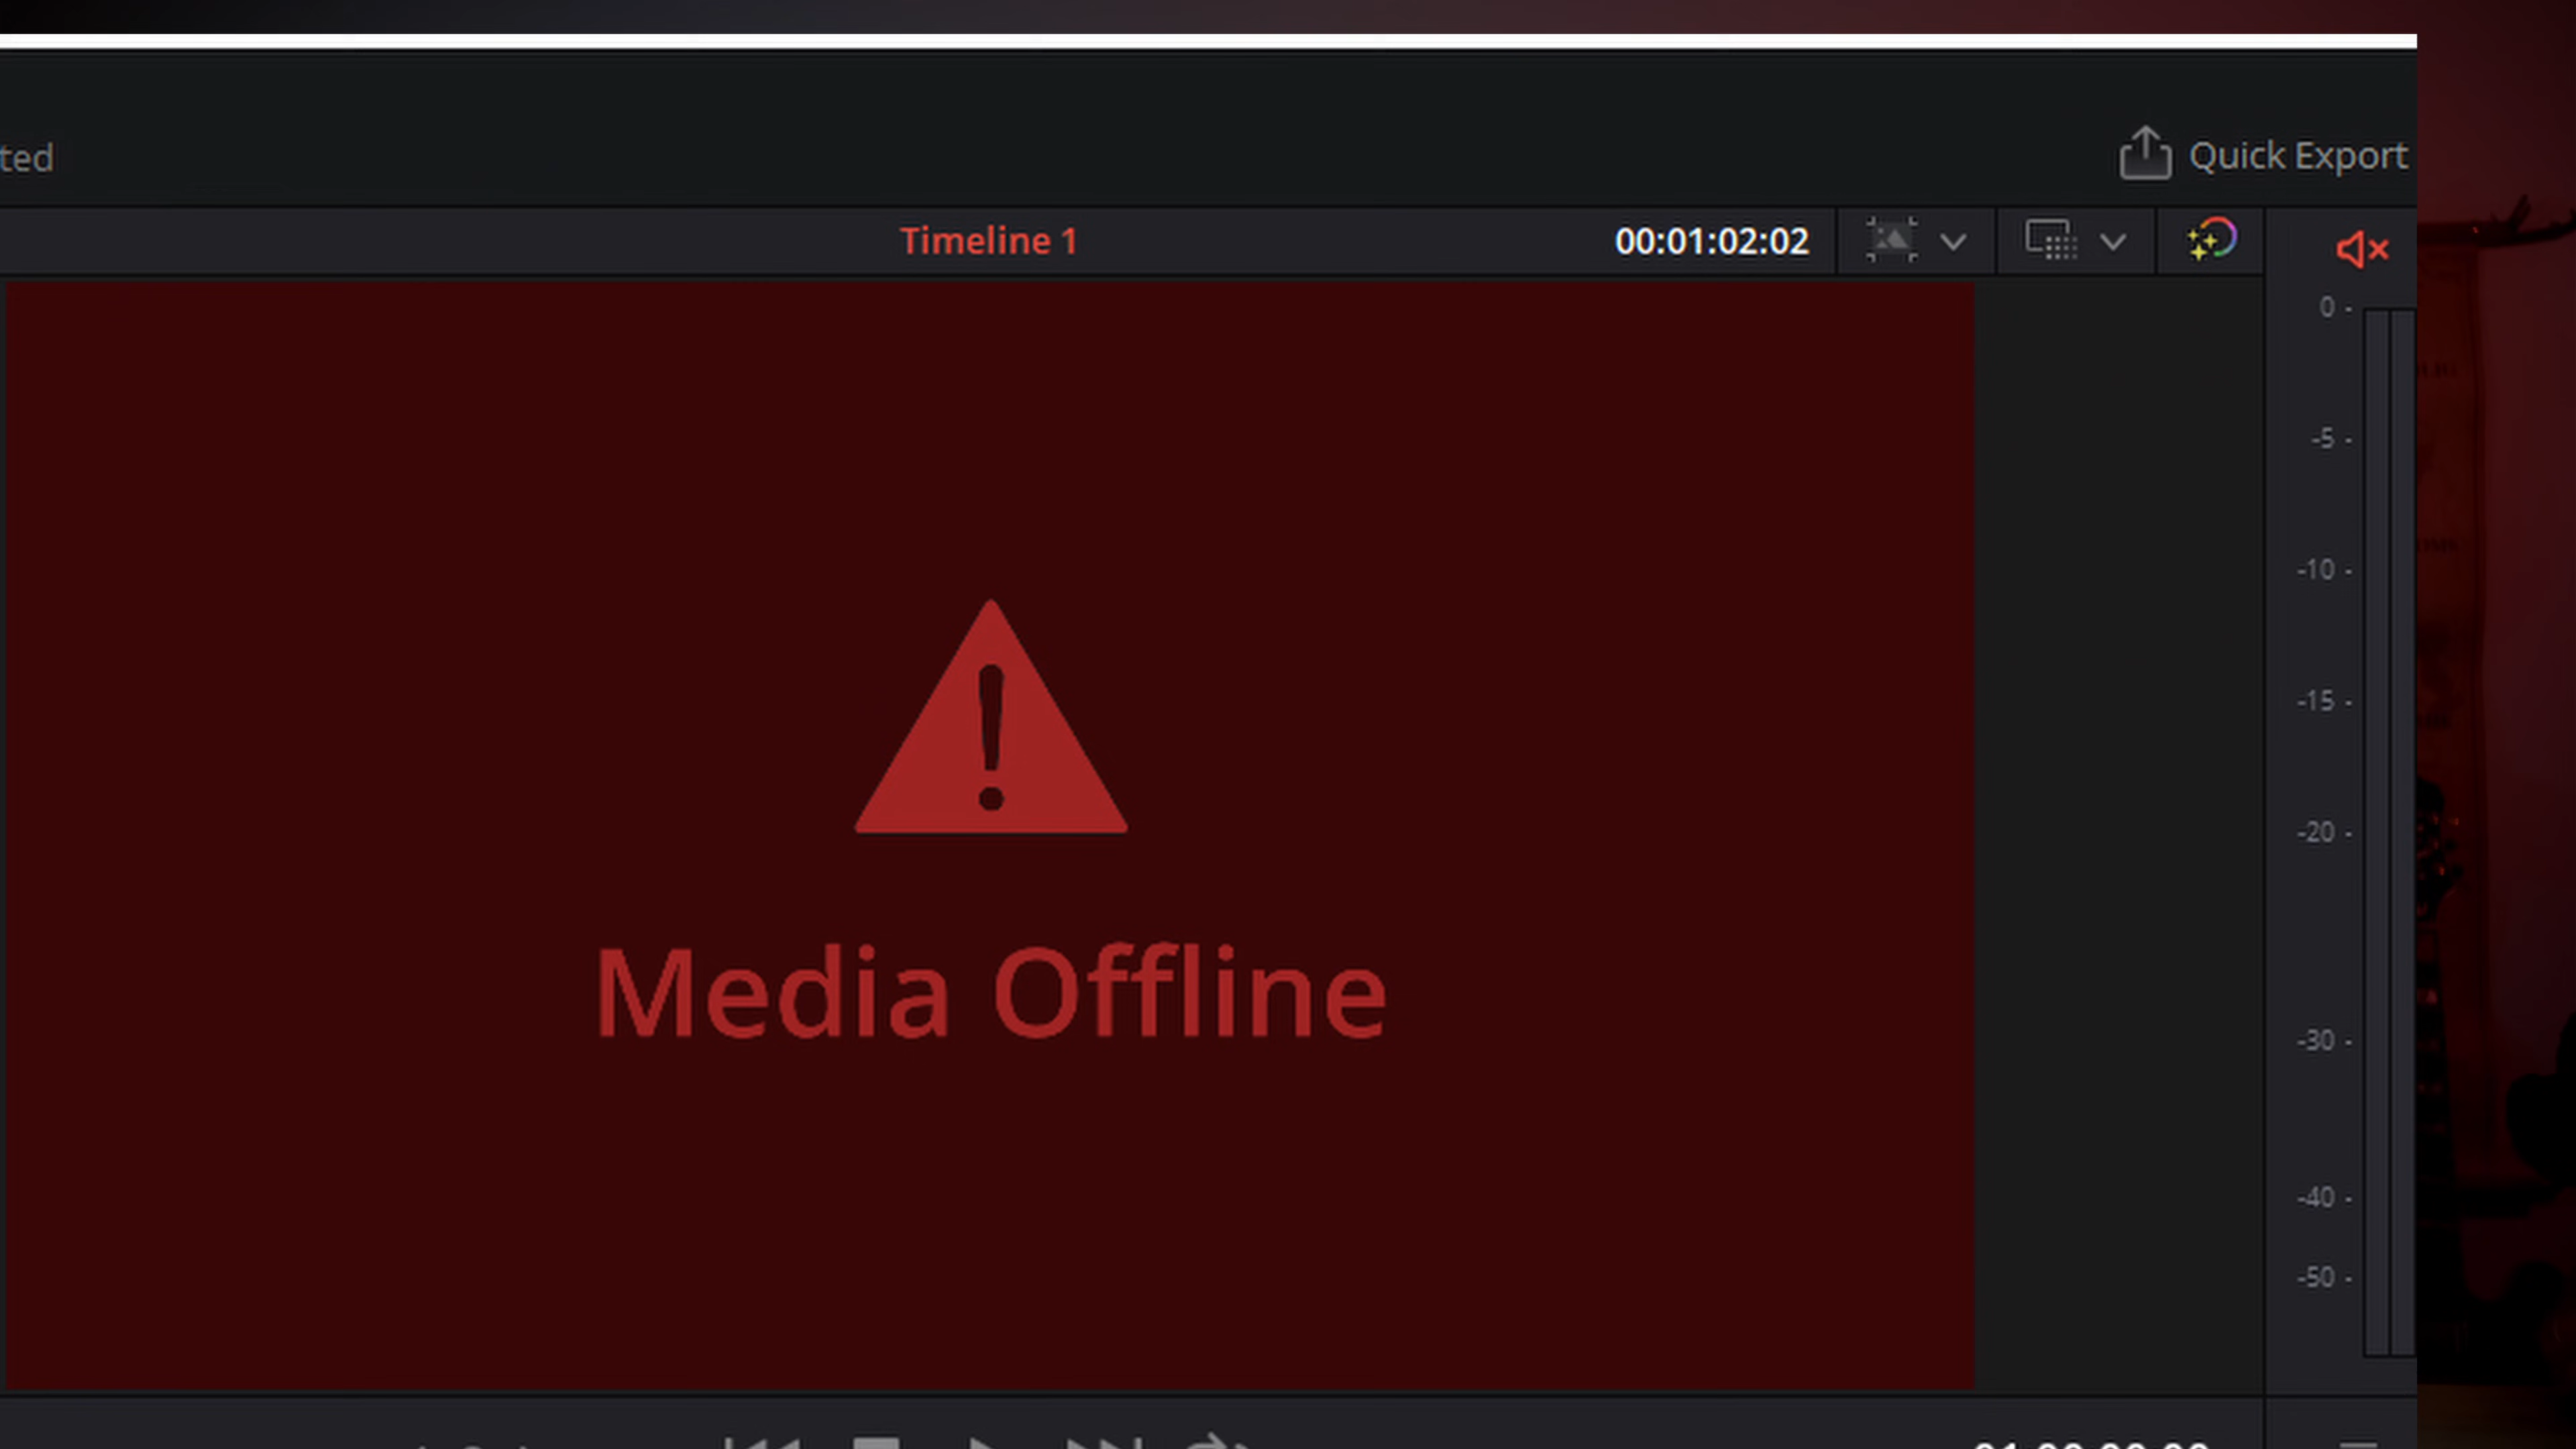 ted
Quick Export
Timeline 1
00:01:02:02
0 -
-5 -
-10 -
-15 -
-20 -
-30 -
-40 -
-50 -
Media Offline